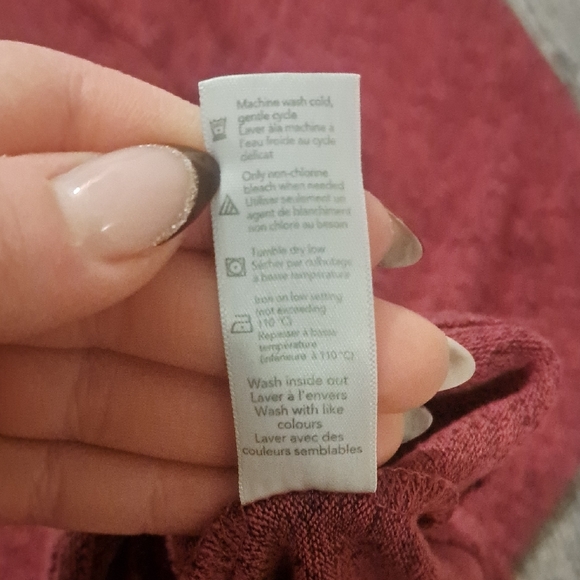 Machine wash cold,
gentle cycle
Laver àla machine à
l'eau froide au cycle
délicat
Only non-chlorine
bleach when needed
Utiliser seulement un
agent de blanchiment
non chloré au besoin
Tumble dry low
Sécher par culbutage
à basse température
Iron on low setting
(not exceeding
110 °C)
Repasser à basse
température
(inférieure à 110°C)
Wash inside out
Laver à l'envers
Wash with like
colours
Laver avec des
couleurs semblables